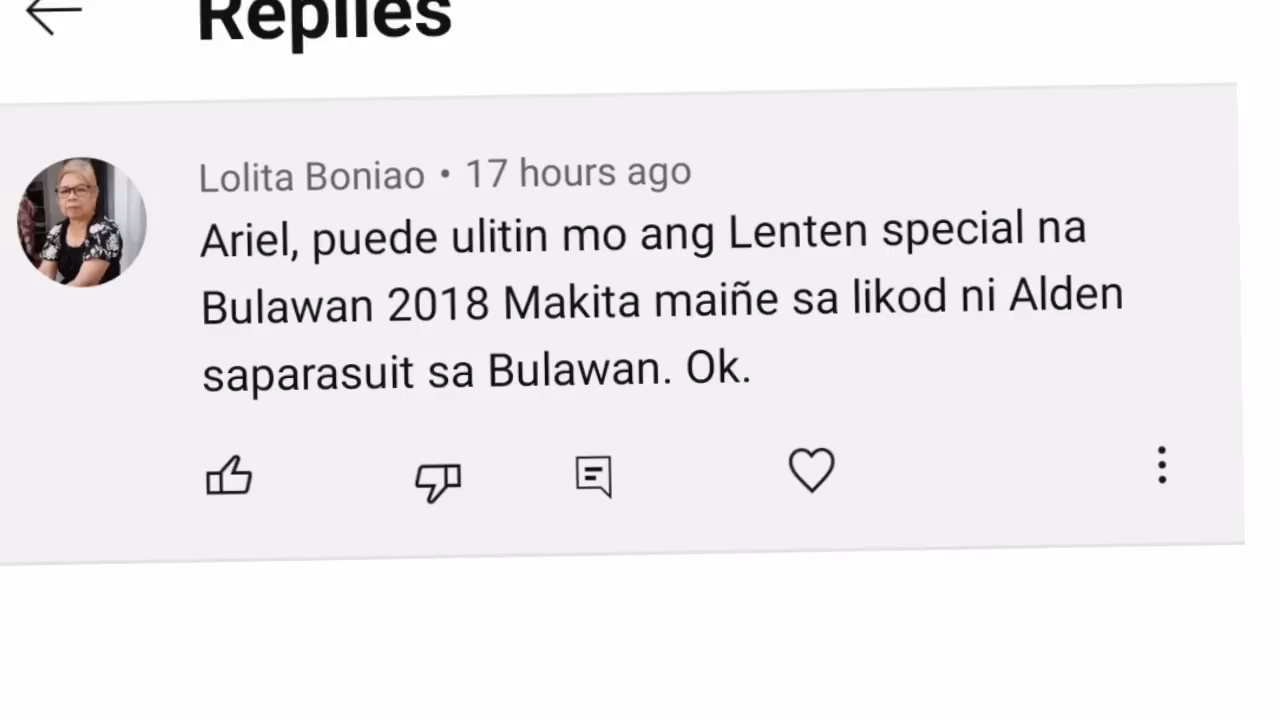 Replies
Lolita Boniao • 17 hours ago
Ariel, puede ulitin mo ang Lenten special na
Bulawan 2018 Makita maiñe sa likod ni Alden
saparasuit sa Bulawan. Ok.